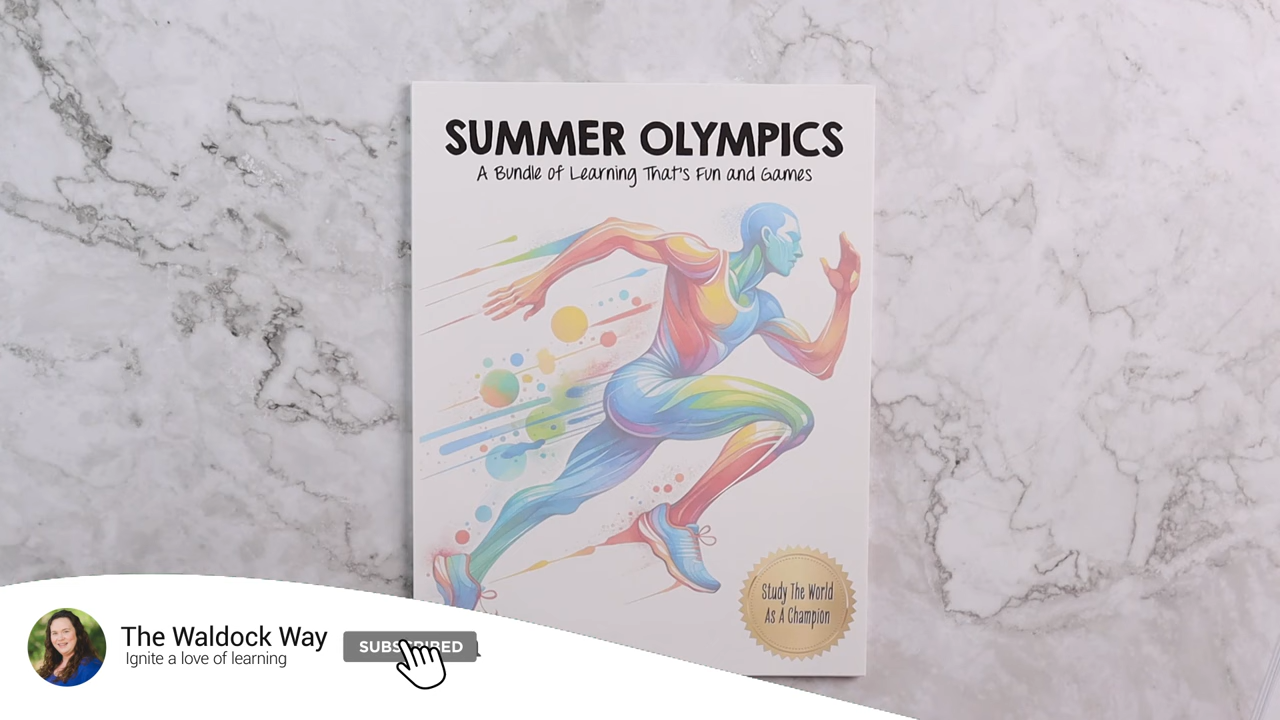 SUMMER OLYMPICS
A Bundle of Learning That's Fun and Games
Study The World
As A Champion
The Waldock Way
Ignite a love of learning
SUBSCRIBED